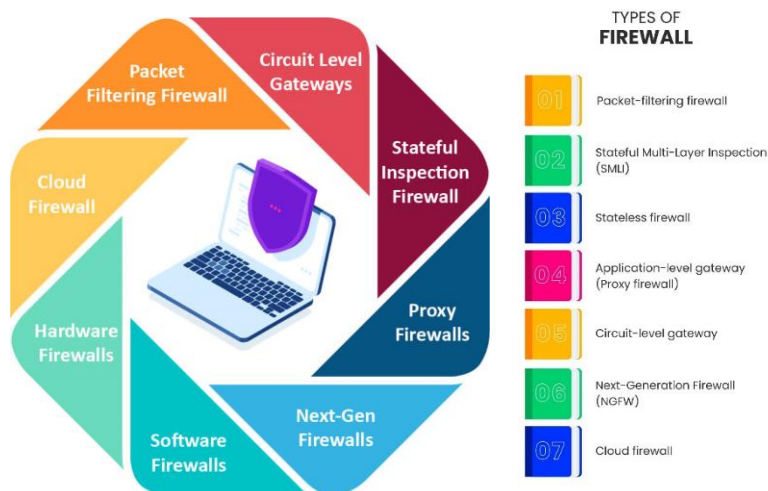 Packet
Filtering Firewall
Circuit Level
Gateways
Stateful
Inspection
Firewall
Proxy
Firewalls
Next-Gen
Firewalls
Software
Firewalls
Hardware
Firewalls
Cloud
Firewall
TYPES OF
FIREWALL
01
Packet-filtering firewall
02
Stateful Multi-Layer Inspection
(SMLI)
03
Stateless firewall
04
Application-level gateway
(Proxy firewall)
05
Circuit-level gateway
06
Next-Generation Firewall
(NGFW)
07
Cloud firewall